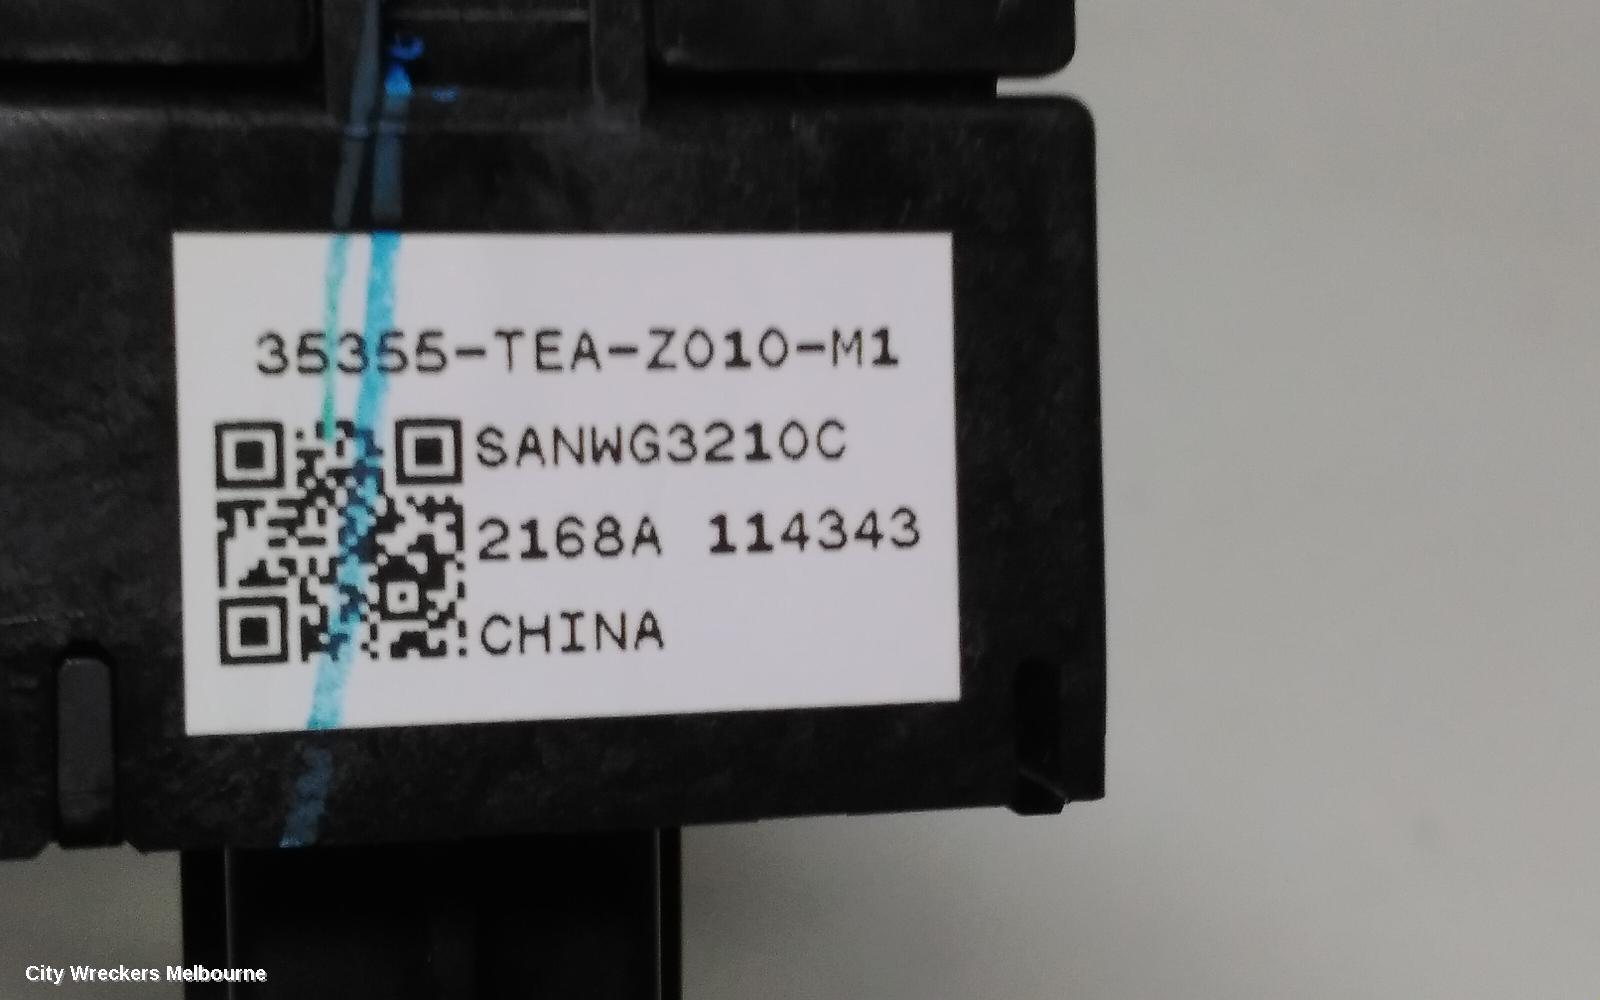 35355-TEA-Z010-M1
SANWG3210C
2168A 114343
CHINA
City Wreckers Melbourne